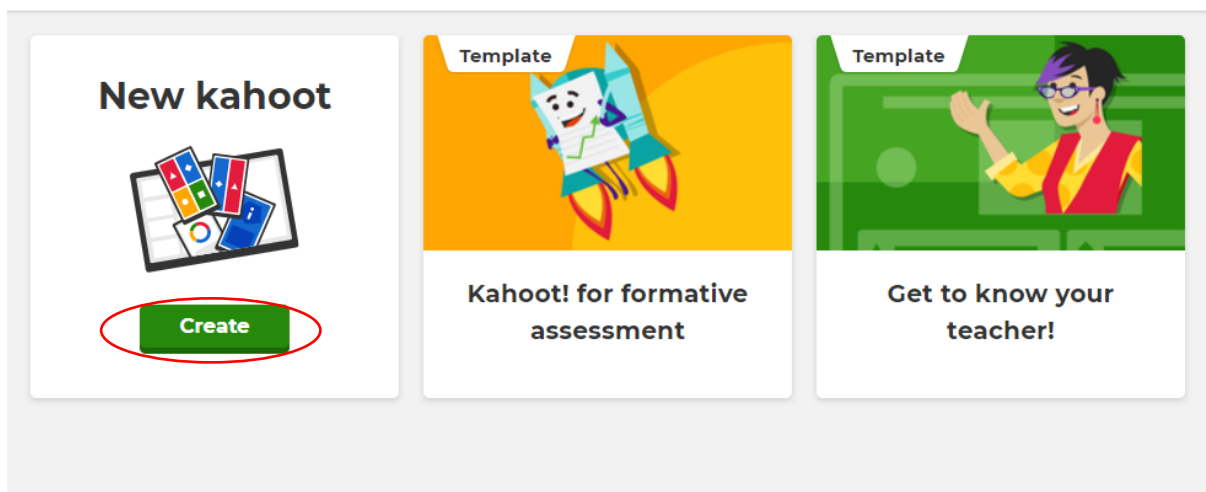 New kahoot
Create
Template
Kahoot! for formative
assessment
Template
Get to know your
teacher!